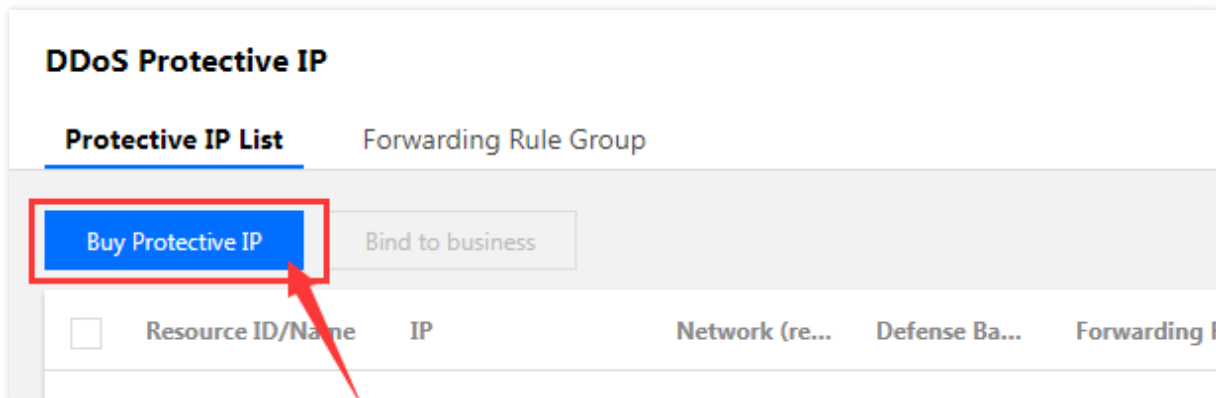 DDoS Protective IP
Protective IP List Forwarding Rule Group
Buy Protective IP Bind to business
Resource ID/Name IP Network (re... Defense Ba... Forwarding